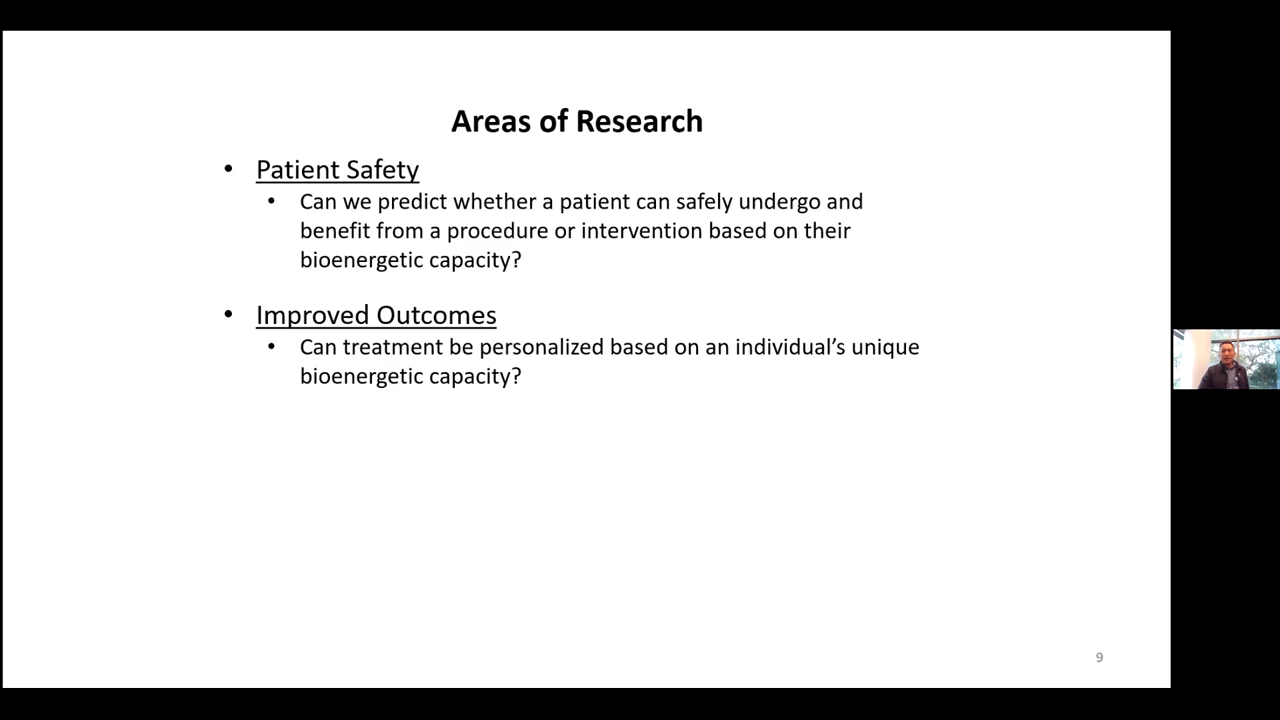 Areas of Research
• Patient Safety
• Can we predict whether a patient can safely undergo and
benefit from a procedure or intervention based on their
bioenergetic capacity?
• Improved Outcomes
• Can treatment be personalized based on an individual’s unique
bioenergetic capacity?
9